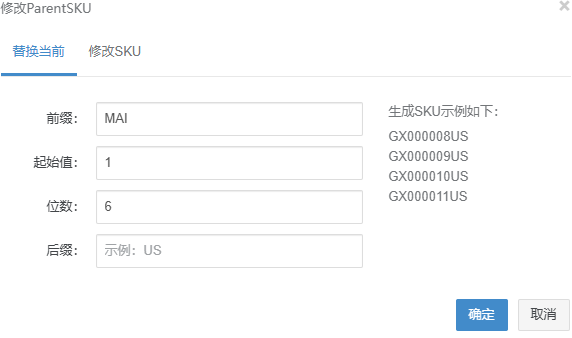 修改ParentSKU
×
替换当前
修改SKU
前缀：
MAI
起始值：
1
位数：
6
后缀：
示例：US
生成SKU示例如下：
GX000008US
GX000009US
GX000010US
GX000011US
确定
取消